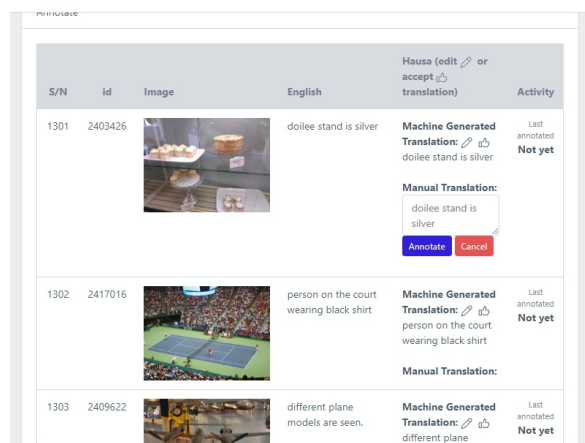 Annotate
S/N
id
Image
English
Hausa (edit or
accept
translation)
Activity
1301
2403426
doilee stand is silver
Machine Generated
Translation:
doilee stand is silver
Manual Translation:
doilee stand is
silver
Annotate
Cancel
Last
annotated
Not yet
1302
2417016
person on the court
wearing black shirt
Machine Generated
Translation:
person on the court
wearing black shirt
Manual Translation:
Last
annotated
Not yet
1303
2409622
different plane
models are seen.
Machine Generated
Translation:
different plane
Last
annotated
Not yet